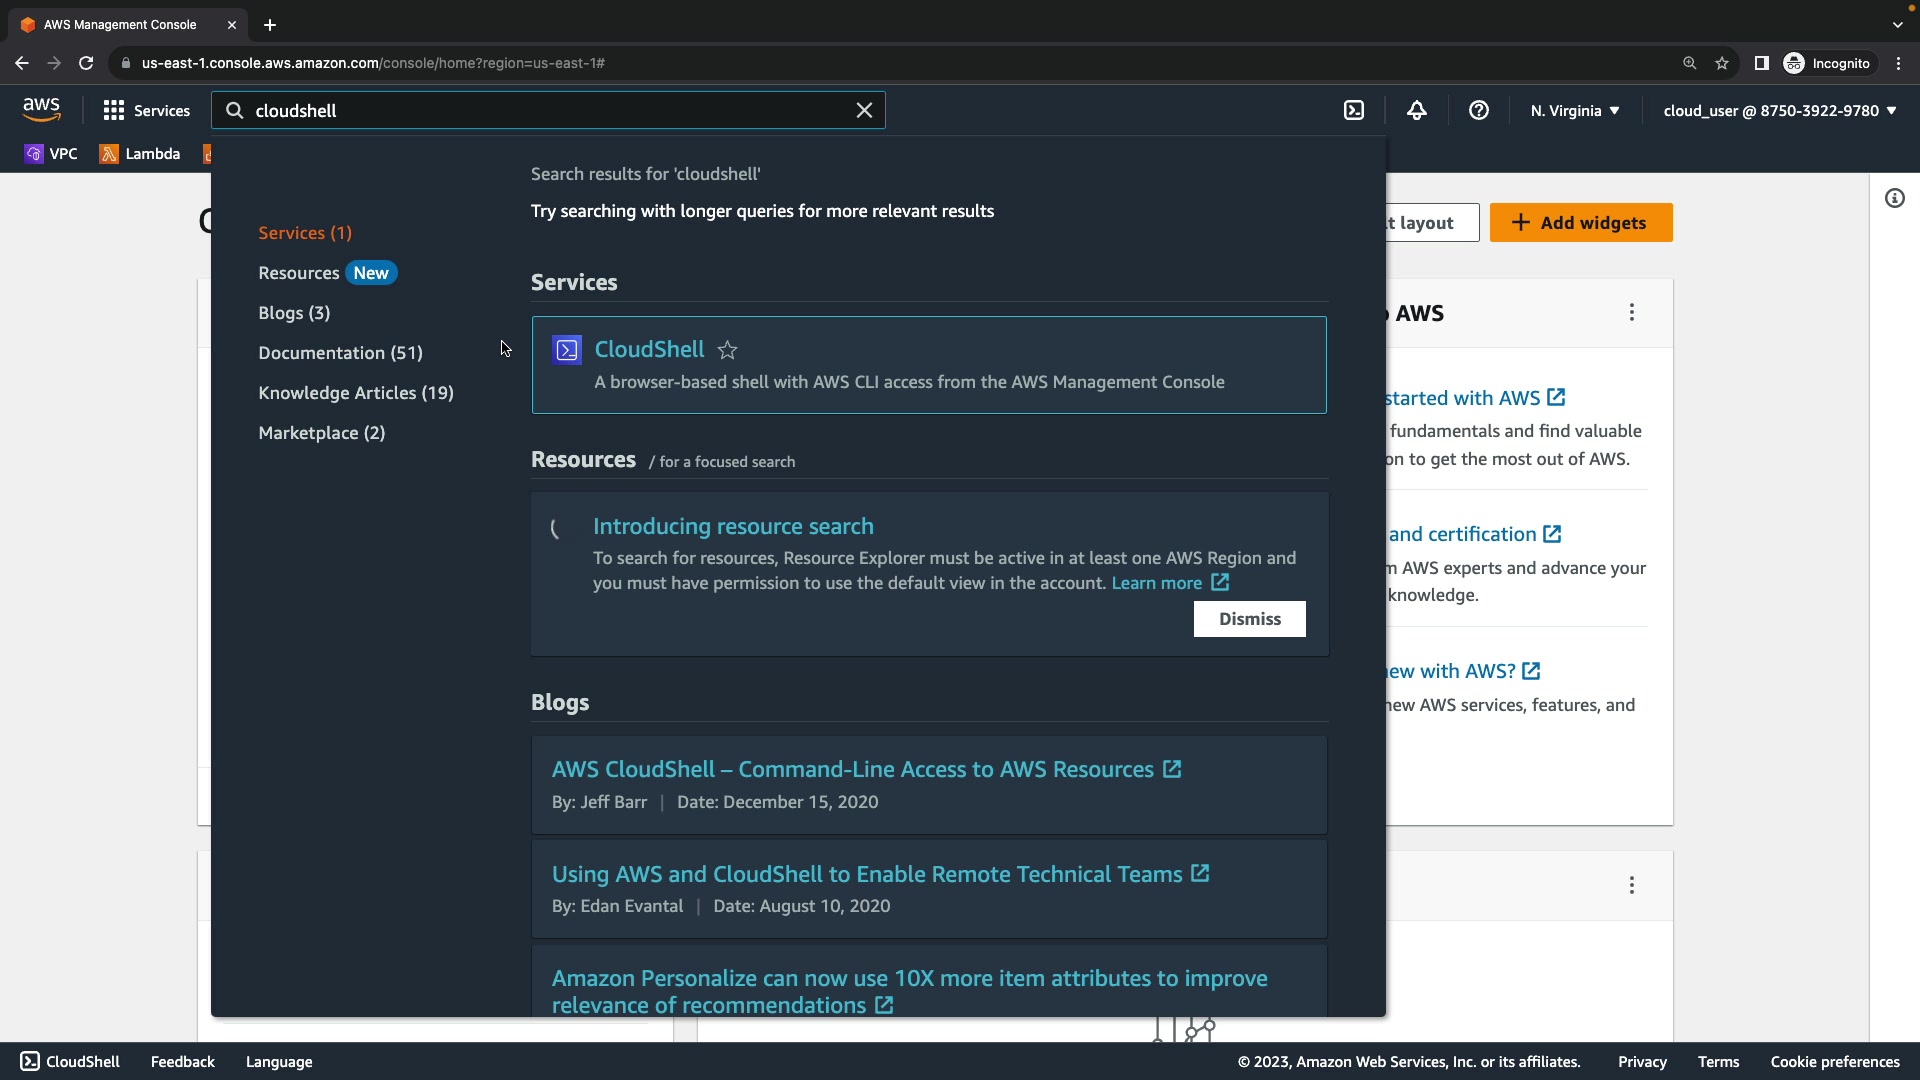 AWS Management Console
us-east-1.console.aws.amazon.com/console/home?region=us-east-1#
Incognito
aws
Services
cloudshell
N. Virginia
cloud_user @ 8750-3922-9780
VPC
Lambda
Search results for 'cloudshell'
Try searching with longer queries for more relevant results
Services (1)
Resources New
Blogs (3)
Documentation (51)
Knowledge Articles (19)
Marketplace (2)
Services
CloudShell
A browser-based shell with AWS CLI access from the AWS Management Console
Resources / for a focused search
Introducing resource search
To search for resources, Resource Explorer must be active in at least one AWS Region and
you must have permission to use the default view in the account. Learn more
Dismiss
Blogs
AWS CloudShell – Command-Line Access to AWS Resources
By: Jeff Barr | Date: December 15, 2020
Using AWS and CloudShell to Enable Remote Technical Teams
By: Edan Evantal | Date: August 10, 2020
Amazon Personalize can now use 10X more item attributes to improve
relevance of recommendations
layout
Add widgets
AWS
started with AWS
fundamentals and find valuable
on to get the most out of AWS.
and certification
AWS experts and advance your
knowledge.
ew with AWS?
new AWS services, features, and
CloudShell
Feedback
Language
© 2023, Amazon Web Services, Inc. or its affiliates.
Privacy
Terms
Cookie preferences